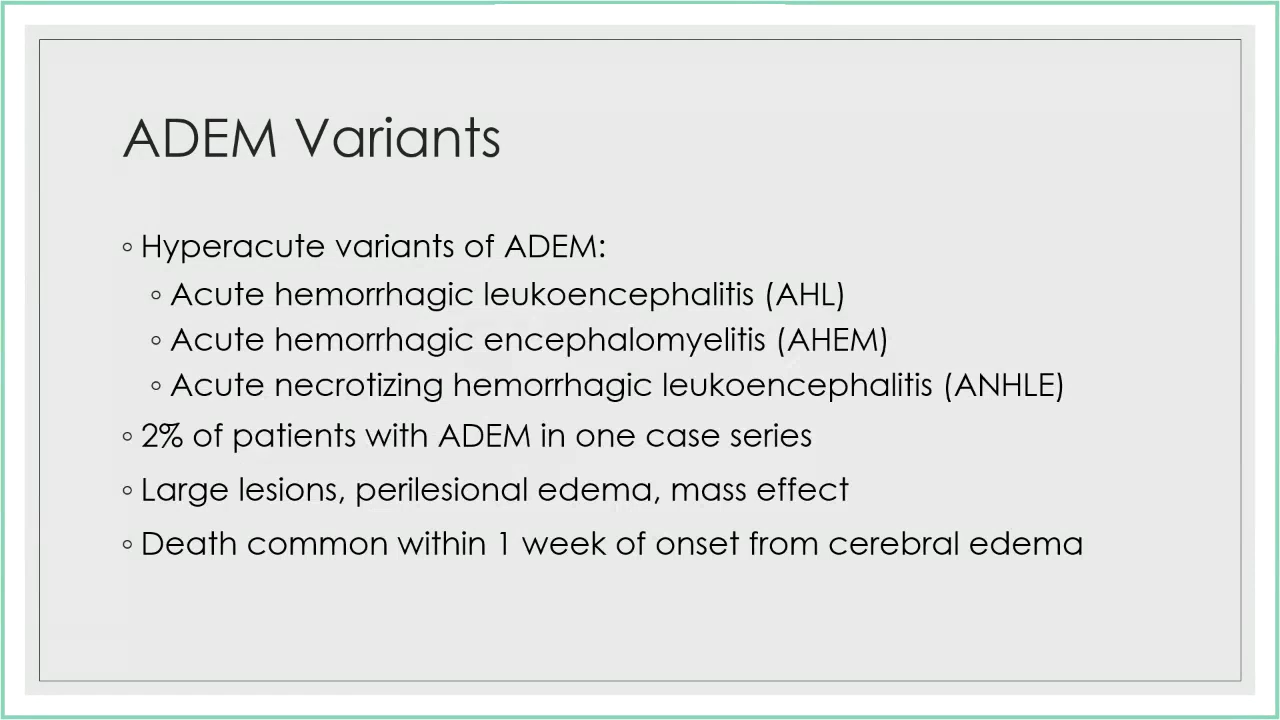 ADEM Variants
◦ Hyperacute variants of ADEM:
◦ Acute hemorrhagic leukoencephalitis (AHL)
◦ Acute hemorrhagic encephalomyelitis (AHEM)
◦ Acute necrotizing hemorrhagic leukoencephalitis (ANHLE)
◦ 2% of patients with ADEM in one case series
◦ Large lesions, perilesional edema, mass effect
◦ Death common within 1 week of onset from cerebral edema